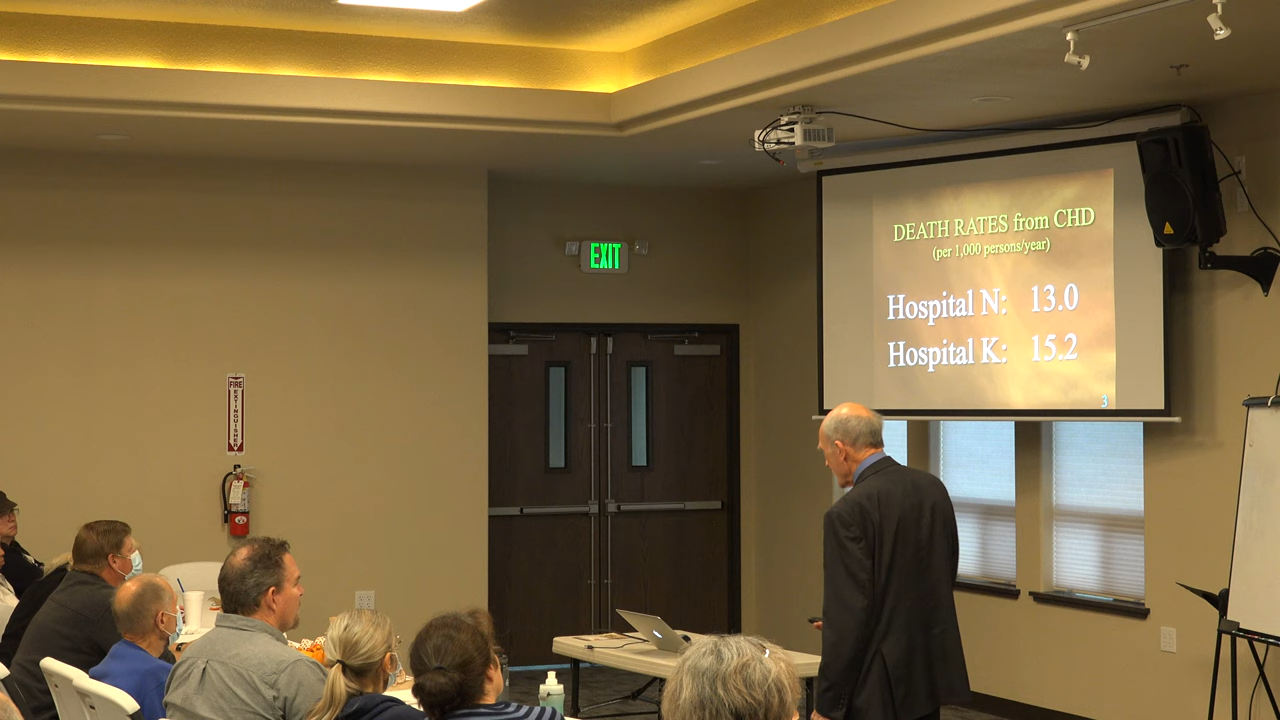 EXIT
DEATH RATES from CHD
(per 1,000 persons/year)
Hospital N: 13.0
Hospital K: 15.2
3
FIRE
EXTINGUISHER